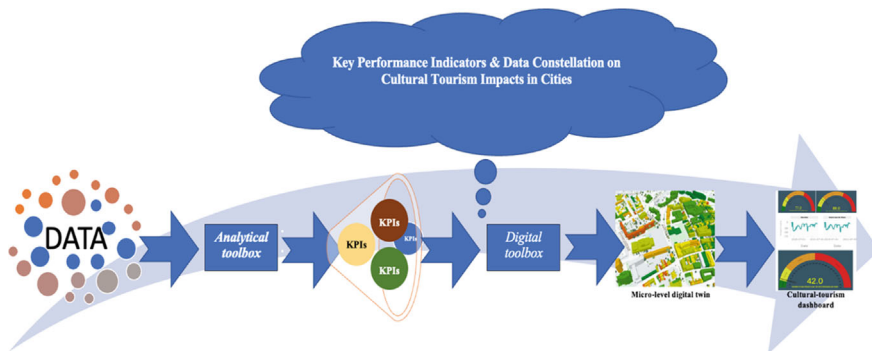 Key Performance Indicators & Data Constellation on
Cultural Tourism Impacts in Cities
DATA
Analytical
toolbox
KPIs
KPIs
KPIs
KPIs
Digital
toolbox
42.0
Micro-level digital twin
Cultural-tourism
dashboard